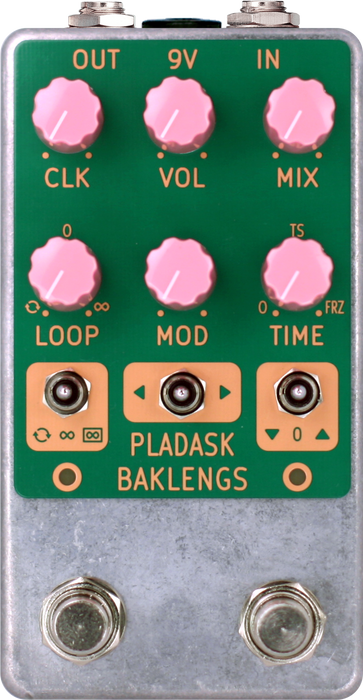 OUT 9V IN
CLK VOL MIX
0 TS
∞ 0 FRZ
LOOP MOD TIME
∞ ∞ 0
PLADASK
BAKLENGS